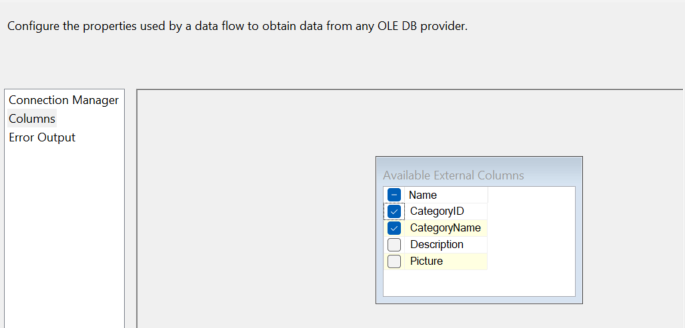 Configure the properties used by a data flow to obtain data from any OLE DB provider.
Connection Manager
Columns
Error Output
Available External Columns
Name
CategoryID
CategoryName
Description
Picture